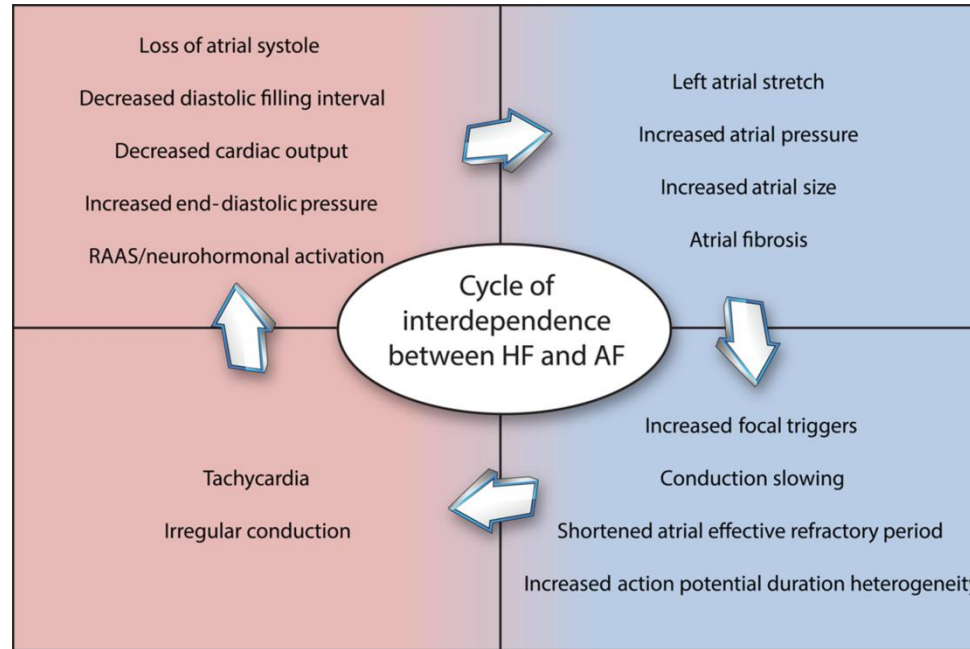 Loss of atrial systole
Decreased diastolic filling interval
Decreased cardiac output
Increased end-diastolic pressure
RAAS/neurohormonal activation
Left atrial stretch
Increased atrial pressure
Increased atrial size
Atrial fibrosis
Cycle of
interdependence
between HF and AF
Tachycardia
Irregular conduction
Increased focal triggers
Conduction slowing
Shortened atrial effective refractory period
Increased action potential duration heterogeneity